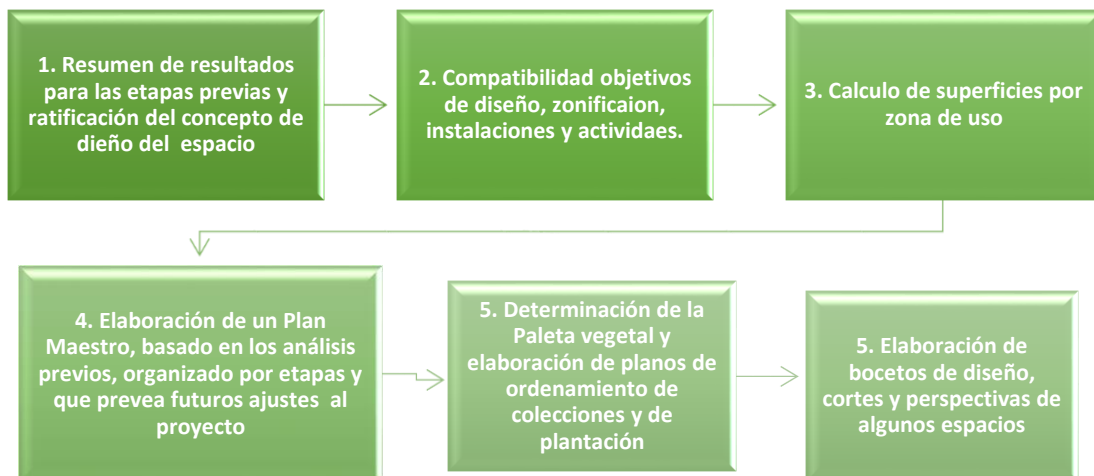 1. Resumen de resultados
para las etapas previas y
ratificación del concepto de
dieño del espacio
2. Compatibilidad objetivos
de diseño, zonificaion,
instalaciones y actividaes.
3. Calculo de superficies por
zona de uso
4. Elaboración de un Plan
Maestro, basado en los análisis
previos, organizado por etapas y
que prevea futuros ajustes al
proyecto
5. Determinación de la
Paleta vegetal y
elaboración de planos de
ordenamiento de
colecciones y de
plantación
5. Elaboración de
bocetos de diseño,
cortes y perspectivas de
algunos espacios